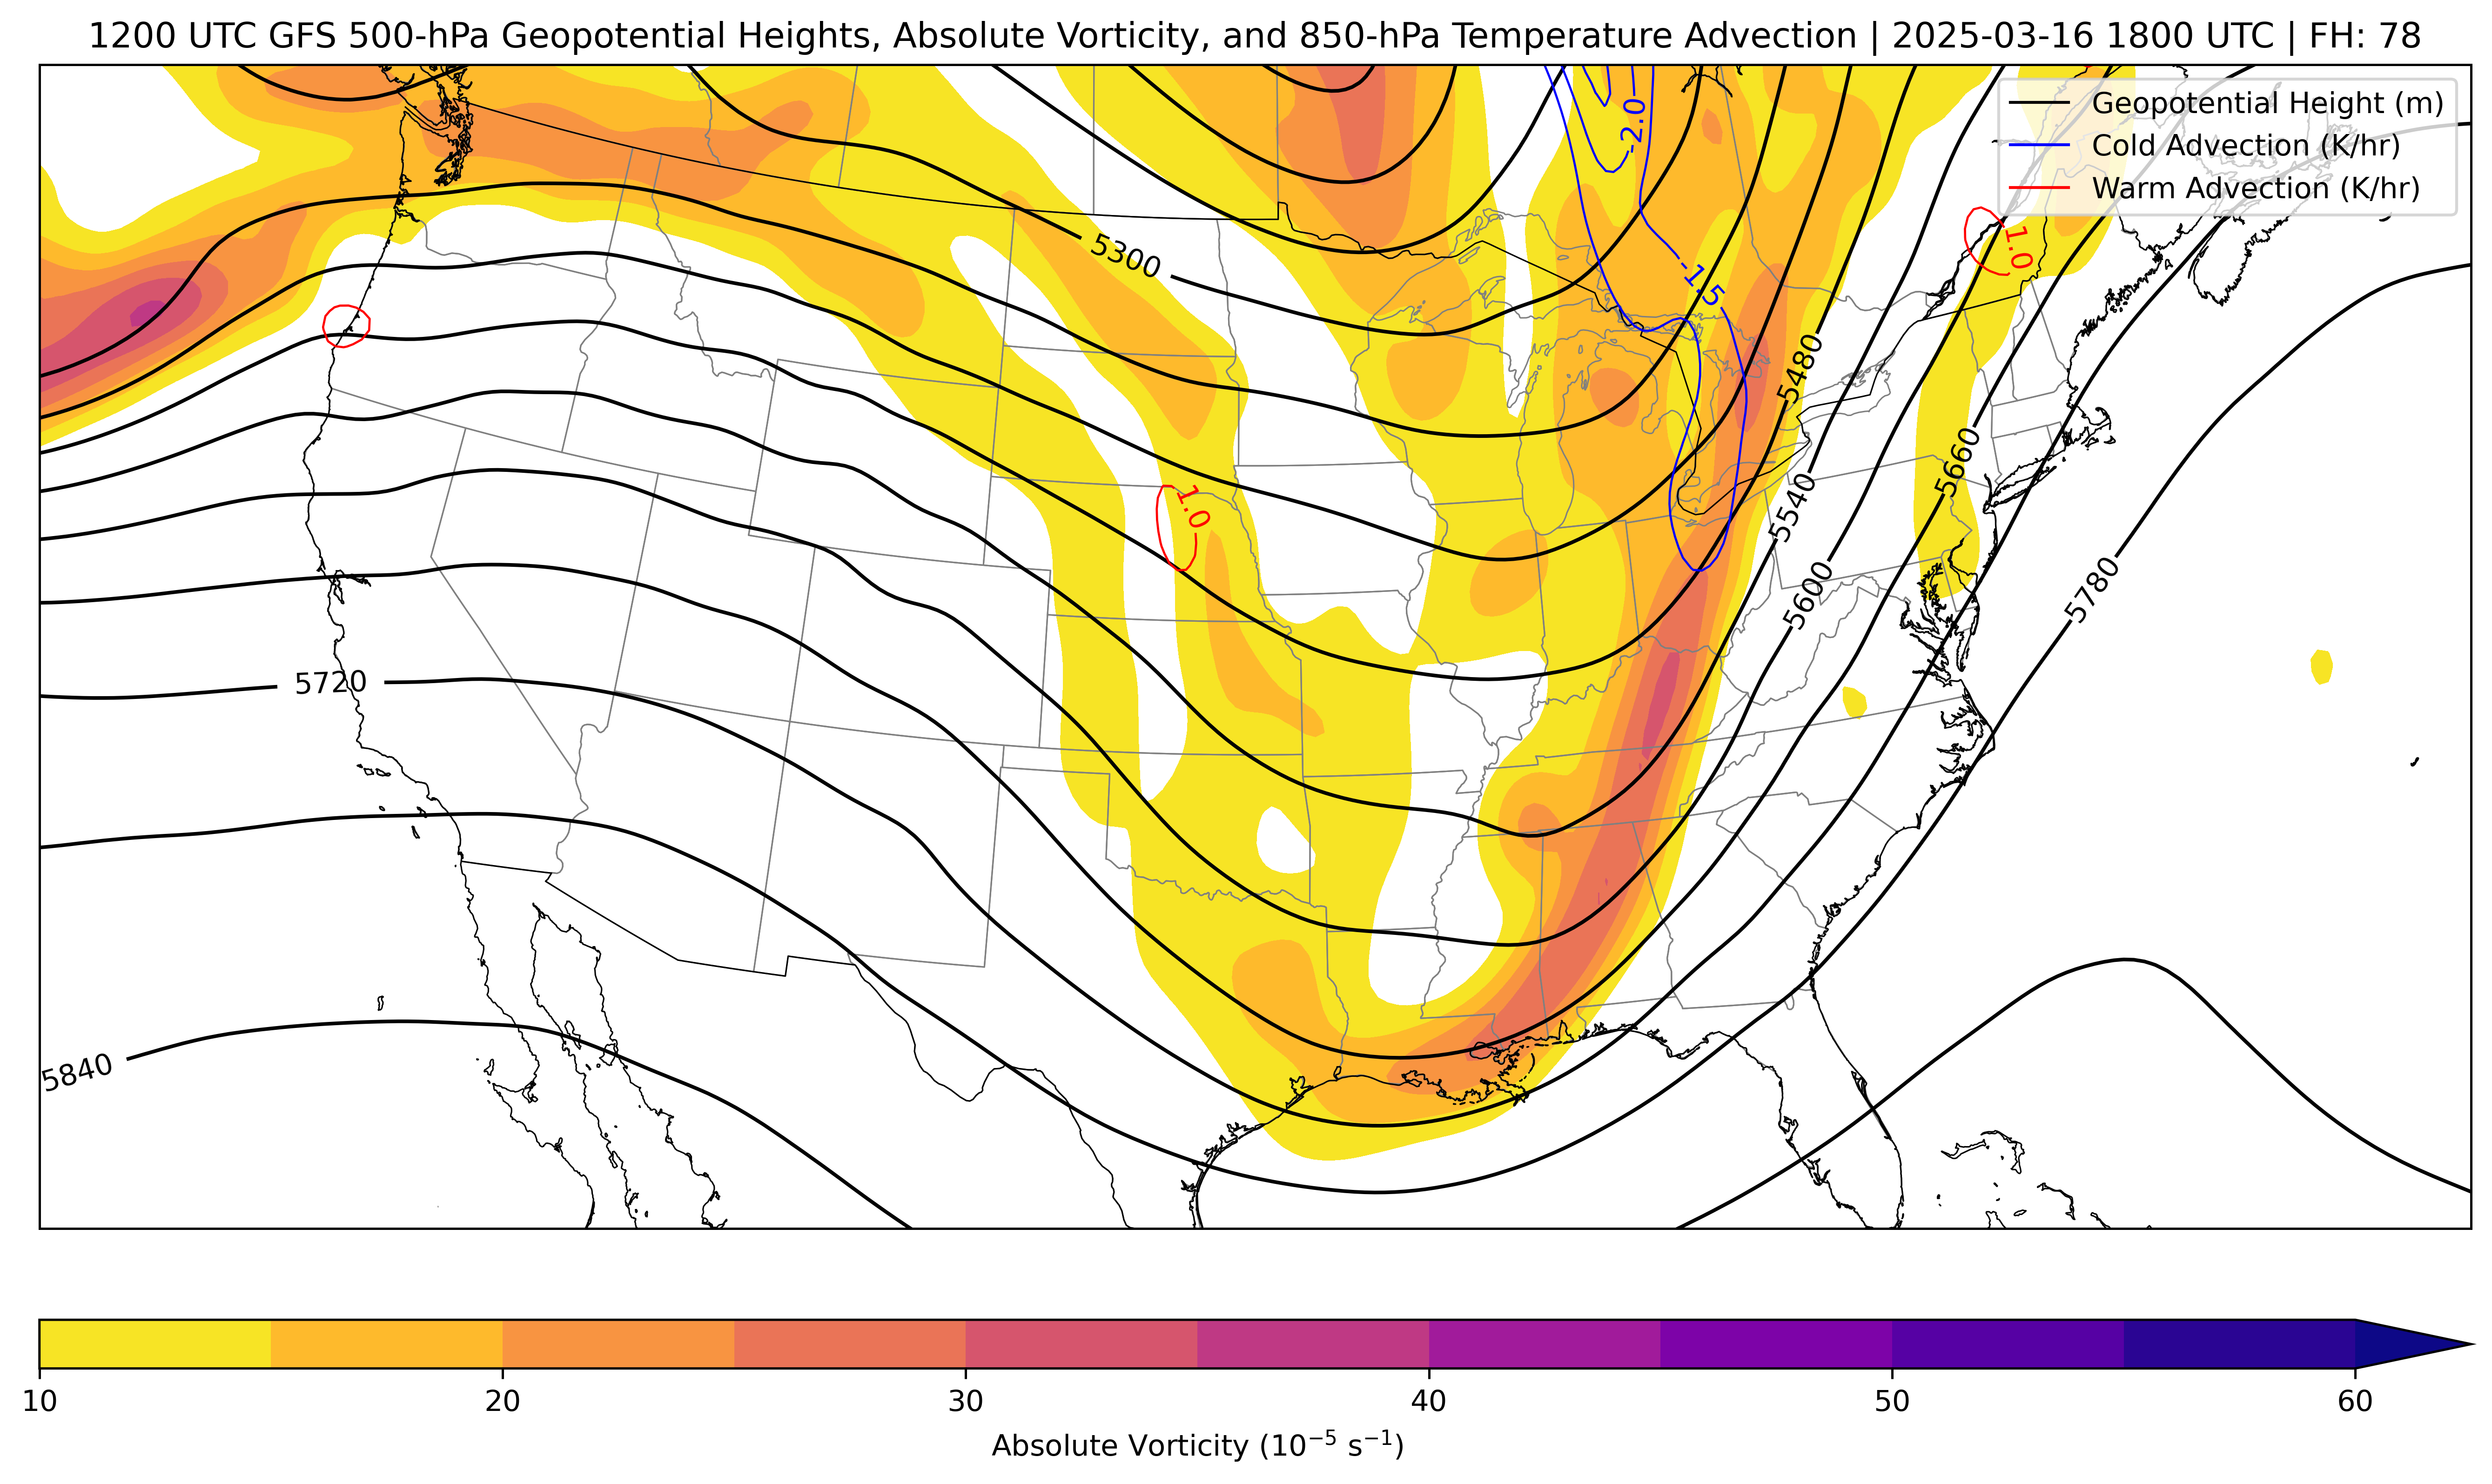 1200 UTC GFS 500-hPa Geopotential Heights, Absolute Vorticity, and 850-hPa Temperature Advection | 2025-03-16 1800 UTC | FH: 78
Geopotential Height (m)
Cold Advection (K/hr)
Warm Advection (K/hr)
-2.0
1.0
5300
-1.5
5480
5660
1.0
5540
5600
5780
5720
5840
10 20 30 40 50 60
Absolute Vorticity (10⁻⁵ s⁻¹)